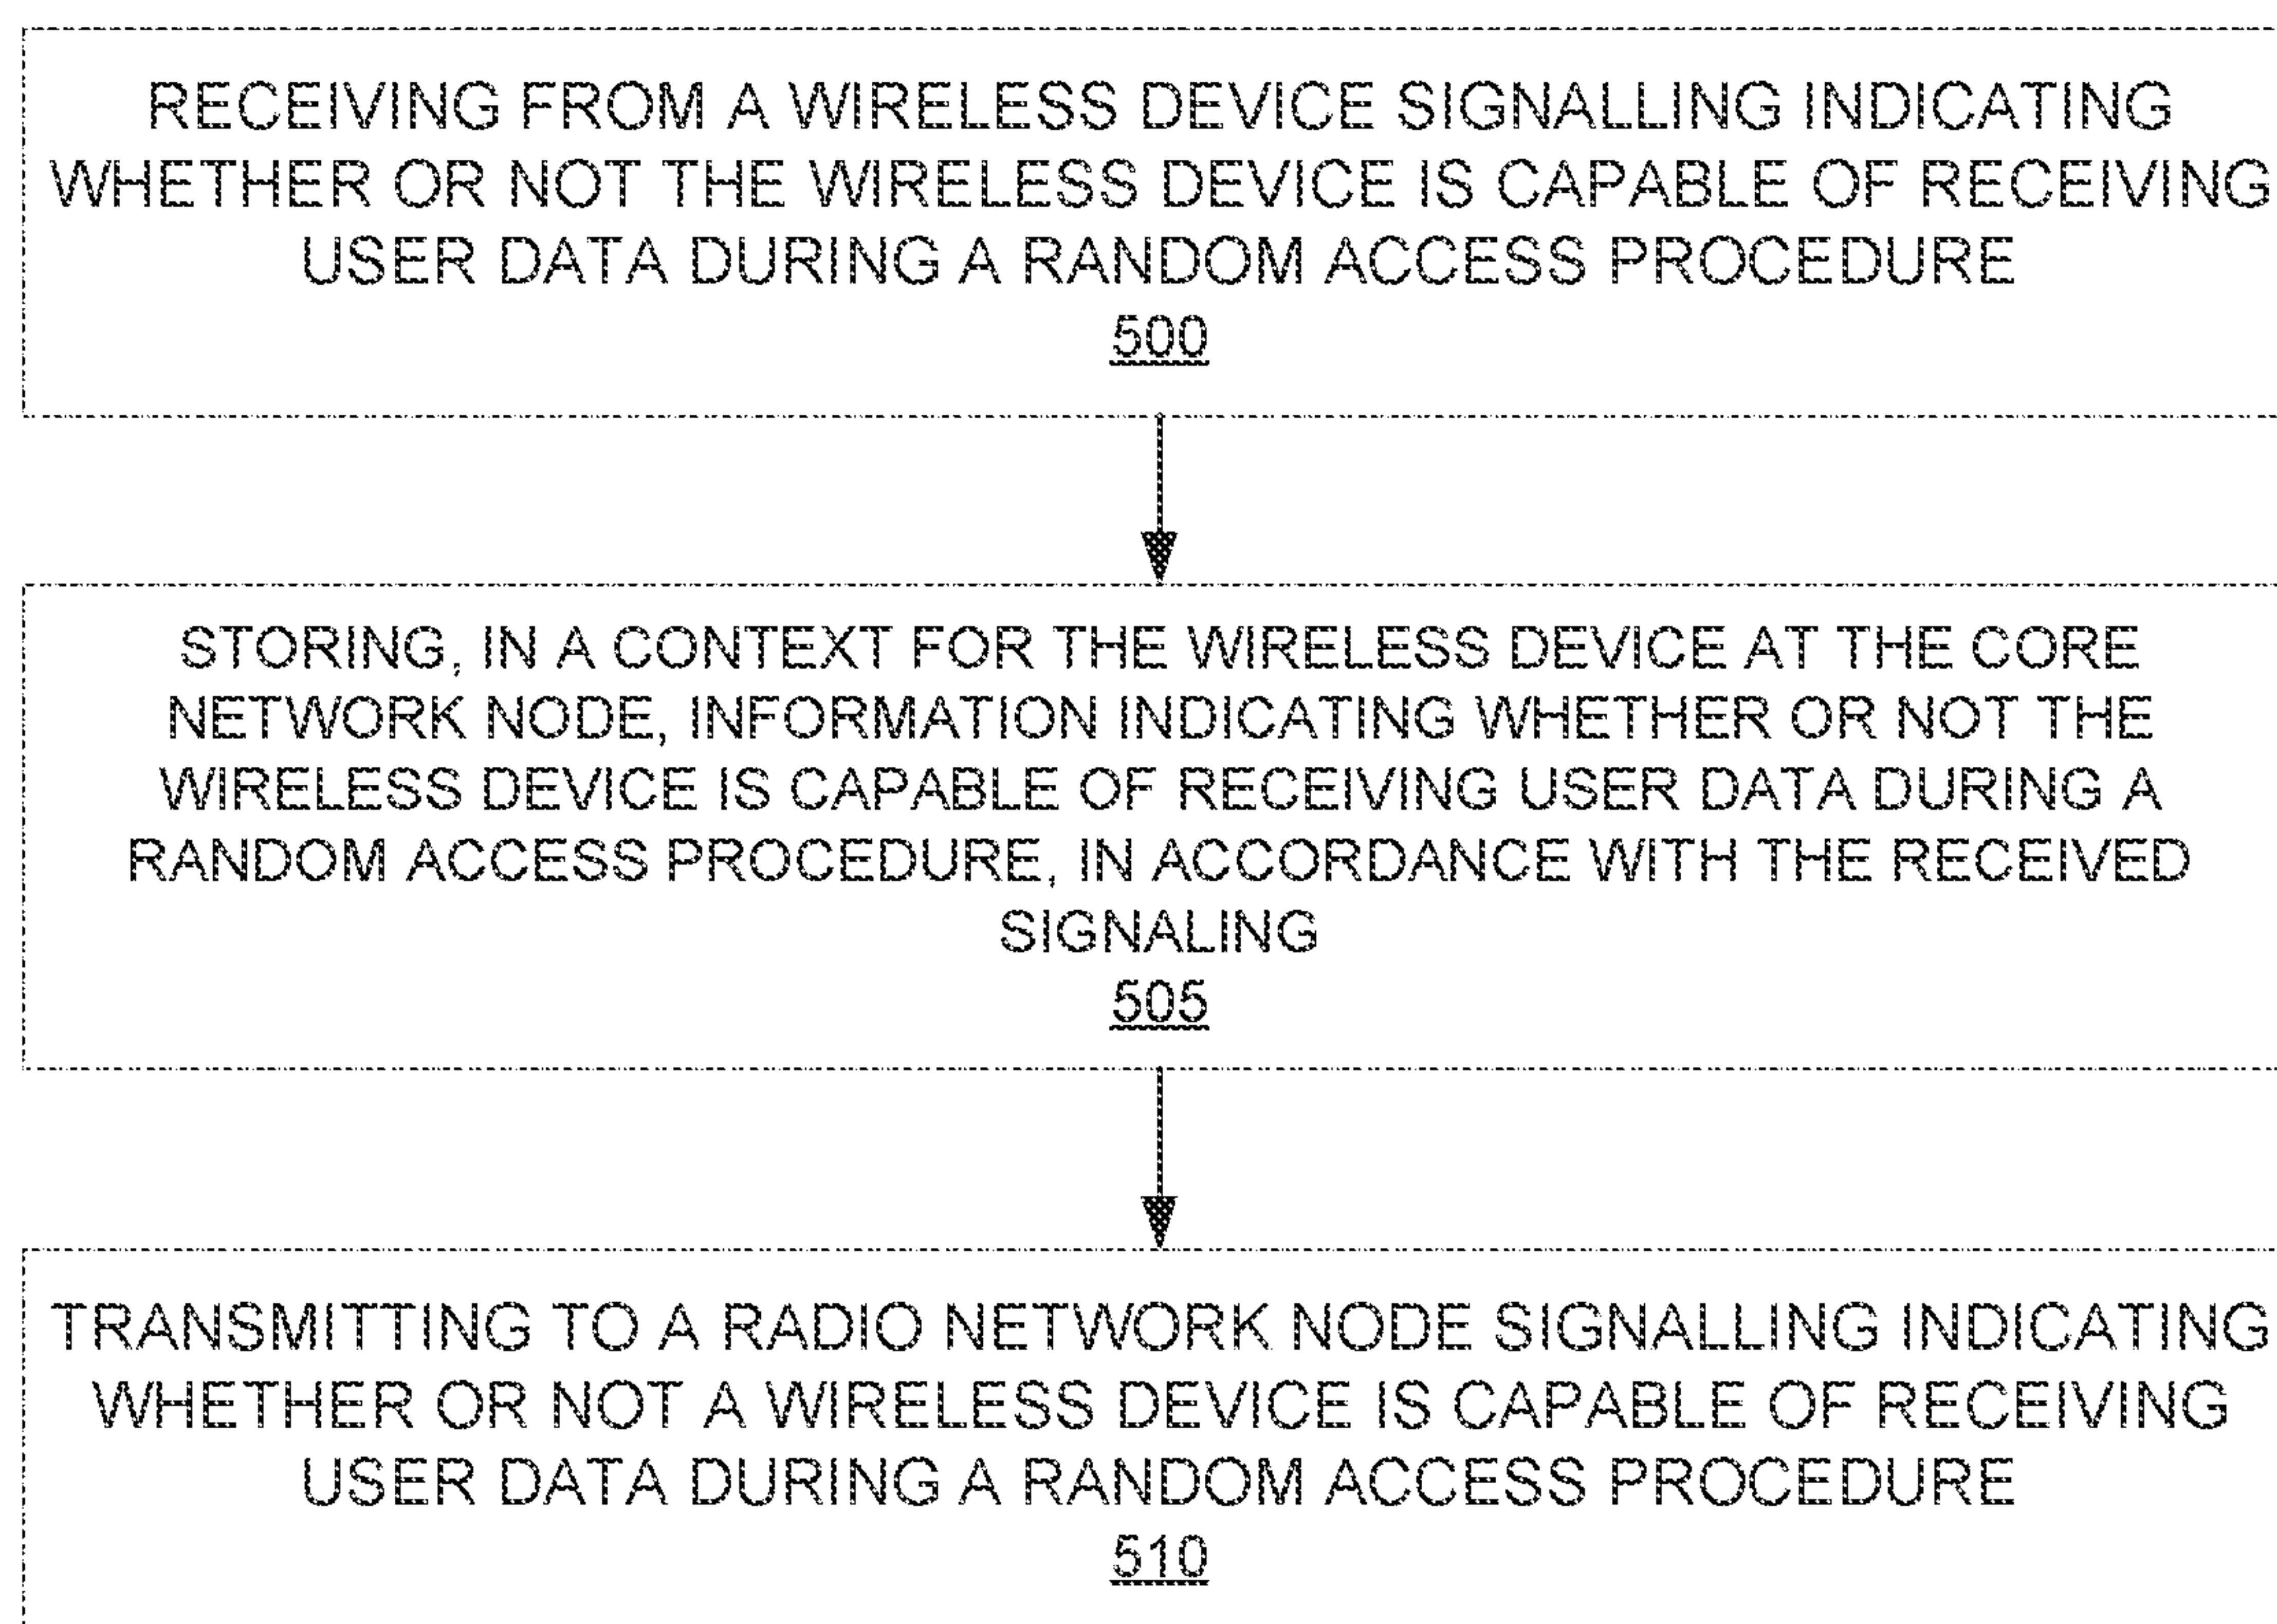 RECEIVING FROM A WIRELESS DEVICE SIGNALLING INDICATING
WHETHER OR NOT THE WIRELESS DEVICE IS CAPABLE OF RECEIVING
USER DATA DURING A RANDOM ACCESS PROCEDURE
500
STORING, IN A CONTEXT FOR THE WIRELESS DEVICE AT THE CORE
NETWORK NODE, INFORMATION INDICATING WHETHER OR NOT THE
WIRELESS DEVICE IS CAPABLE OF RECEIVING USER DATA DURING A
RANDOM ACCESS PROCEDURE, IN ACCORDANCE WITH THE RECEIVED
SIGNALING
505
TRANSMITTING TO A RADIO NETWORK NODE SIGNALLING INDICATING
WHETHER OR NOT A WIRELESS DEVICE IS CAPABLE OF RECEIVING
USER DATA DURING A RANDOM ACCESS PROCEDURE
510